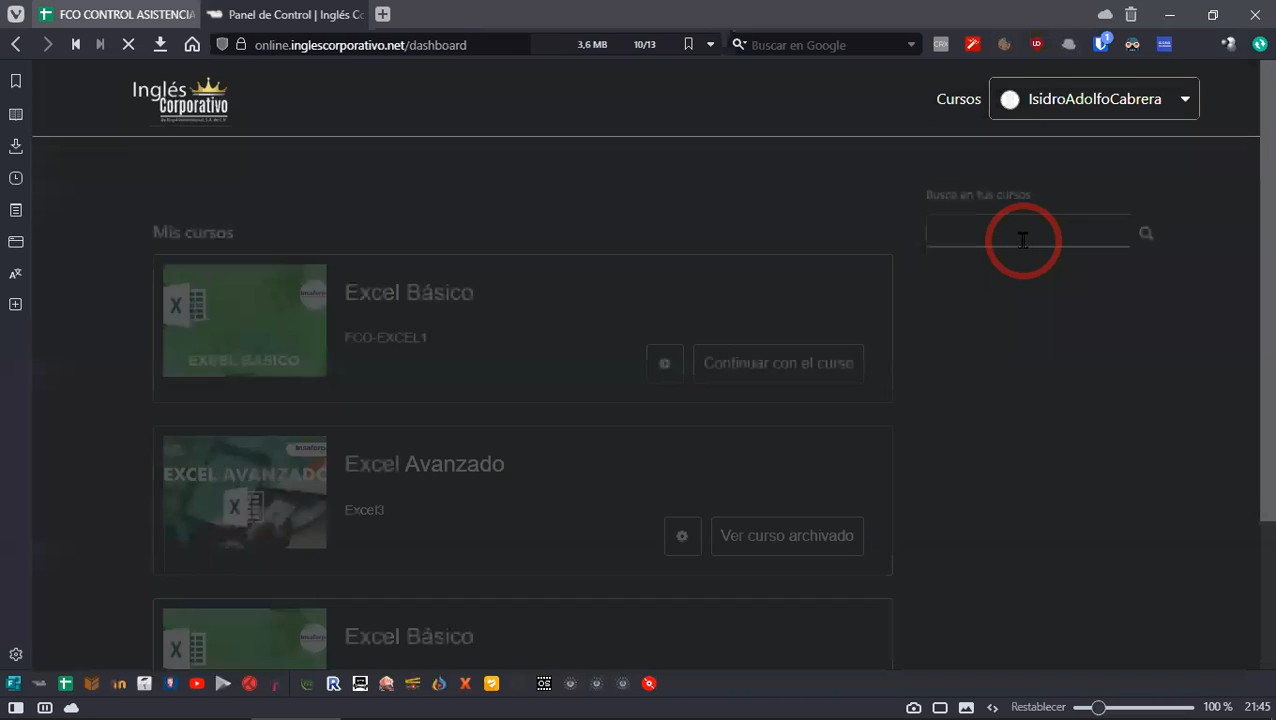 FCO CONTROL ASISTENCIA
Panel de Control | Inglés Co
online.inglescorporativo.net/dashboard
3,6 MB
10/13
Buscar en Google
CRX
1
Inglés
Corporativo
Cursos
IsidroAdolfoCabrera
Busca en tus cursos
Mis cursos
Excel Básico
FCO-EXCEL1
EXCEL BASICO
Continuar con el curso
Excel Avanzado
EXCEL AVANZADO
Excel3
Ver curso archivado
Excel Básico
Restablecer
100 %
21:45